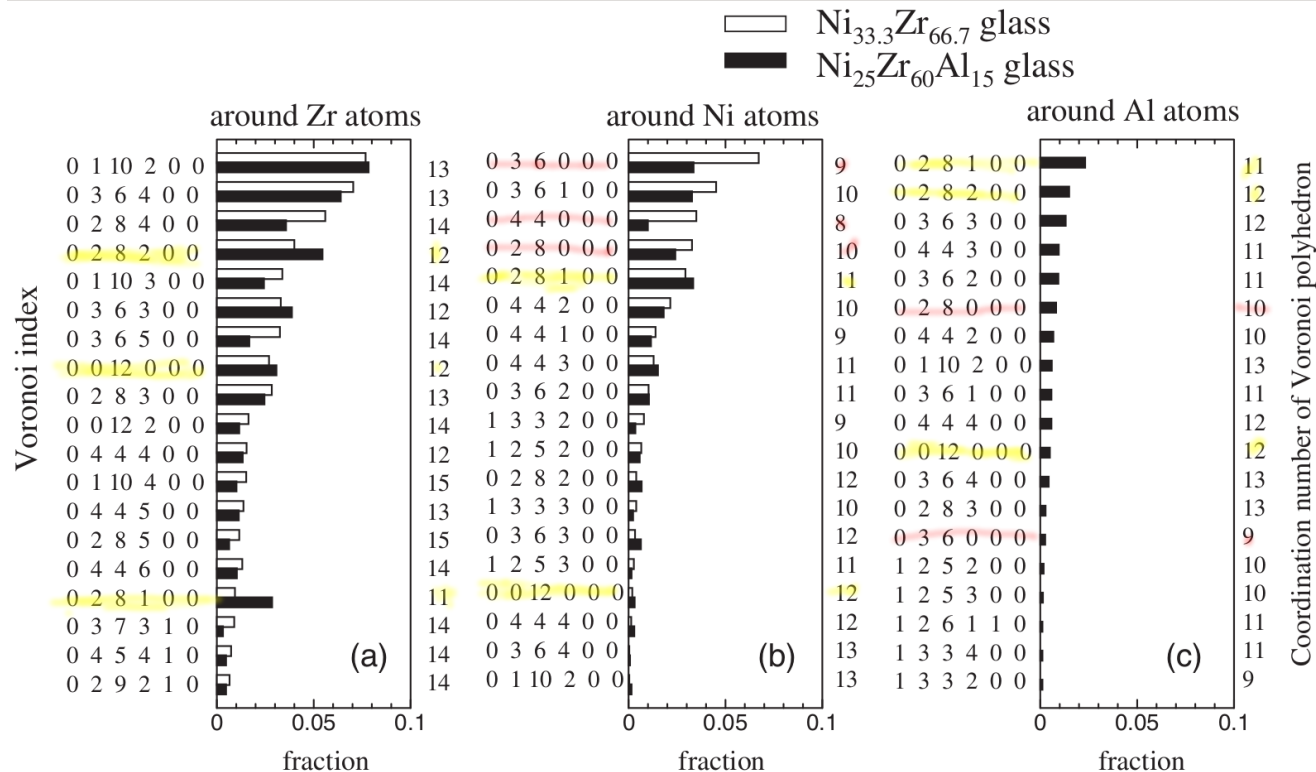 Ni33.3Zr66.7 glass
Ni25Zr60Al15 glass
around Zr atoms
around Ni atoms
around Al atoms
Voronoi index
0 1 10 2 0 0 13
0 3 6 4 0 0 13
0 2 8 4 0 0 14
0 2 8 2 0 0 12
0 1 10 3 0 0 14
0 3 6 3 0 0 12
0 3 6 5 0 0 14
0 0 12 0 0 0 12
0 2 8 3 0 0 13
0 0 12 2 0 0 14
0 4 4 4 0 0 12
0 1 10 4 0 0 15
0 4 4 5 0 0 13
0 2 8 5 0 0 15
0 4 4 6 0 0 14
0 2 8 1 0 0 11
0 3 7 3 1 0 14
0 4 5 4 1 0 14
0 2 9 2 1 0 14
(a)
0 0.05 0.1
fraction
0 3 6 0 0 0 9
0 3 6 1 0 0 10
0 4 4 0 0 0 8
0 2 8 0 0 0 10
0 2 8 1 0 0 11
0 4 4 2 0 0 10
0 4 4 1 0 0 9
0 4 4 3 0 0 11
0 3 6 2 0 0 11
1 3 3 2 0 0 9
1 2 5 2 0 0 10
0 2 8 2 0 0 12
1 3 3 3 0 0 10
0 3 6 3 0 0 12
1 2 5 3 0 0 11
0 0 12 0 0 0 12
0 4 4 4 0 0 12
0 3 6 4 0 0 13
0 1 10 2 0 0 13
(b)
0 0.05 0.1
fraction
0 2 8 1 0 0 11
0 2 8 2 0 0 12
0 3 6 3 0 0 12
0 4 4 3 0 0 11
0 3 6 2 0 0 11
0 2 8 0 0 0 10
0 4 4 2 0 0 10
0 1 10 2 0 0 13
0 3 6 1 0 0 11
0 4 4 4 0 0 12
0 0 12 0 0 0 12
0 3 6 4 0 0 13
0 2 8 3 0 0 13
0 3 6 0 0 0 9
1 2 5 2 0 0 10
1 2 5 3 0 0 10
1 2 6 1 1 0 11
1 3 3 4 0 0 11
1 3 3 2 0 0 9
(c)
0 0.05 0.1
fraction
Coordination number of Voronoi polyhedron